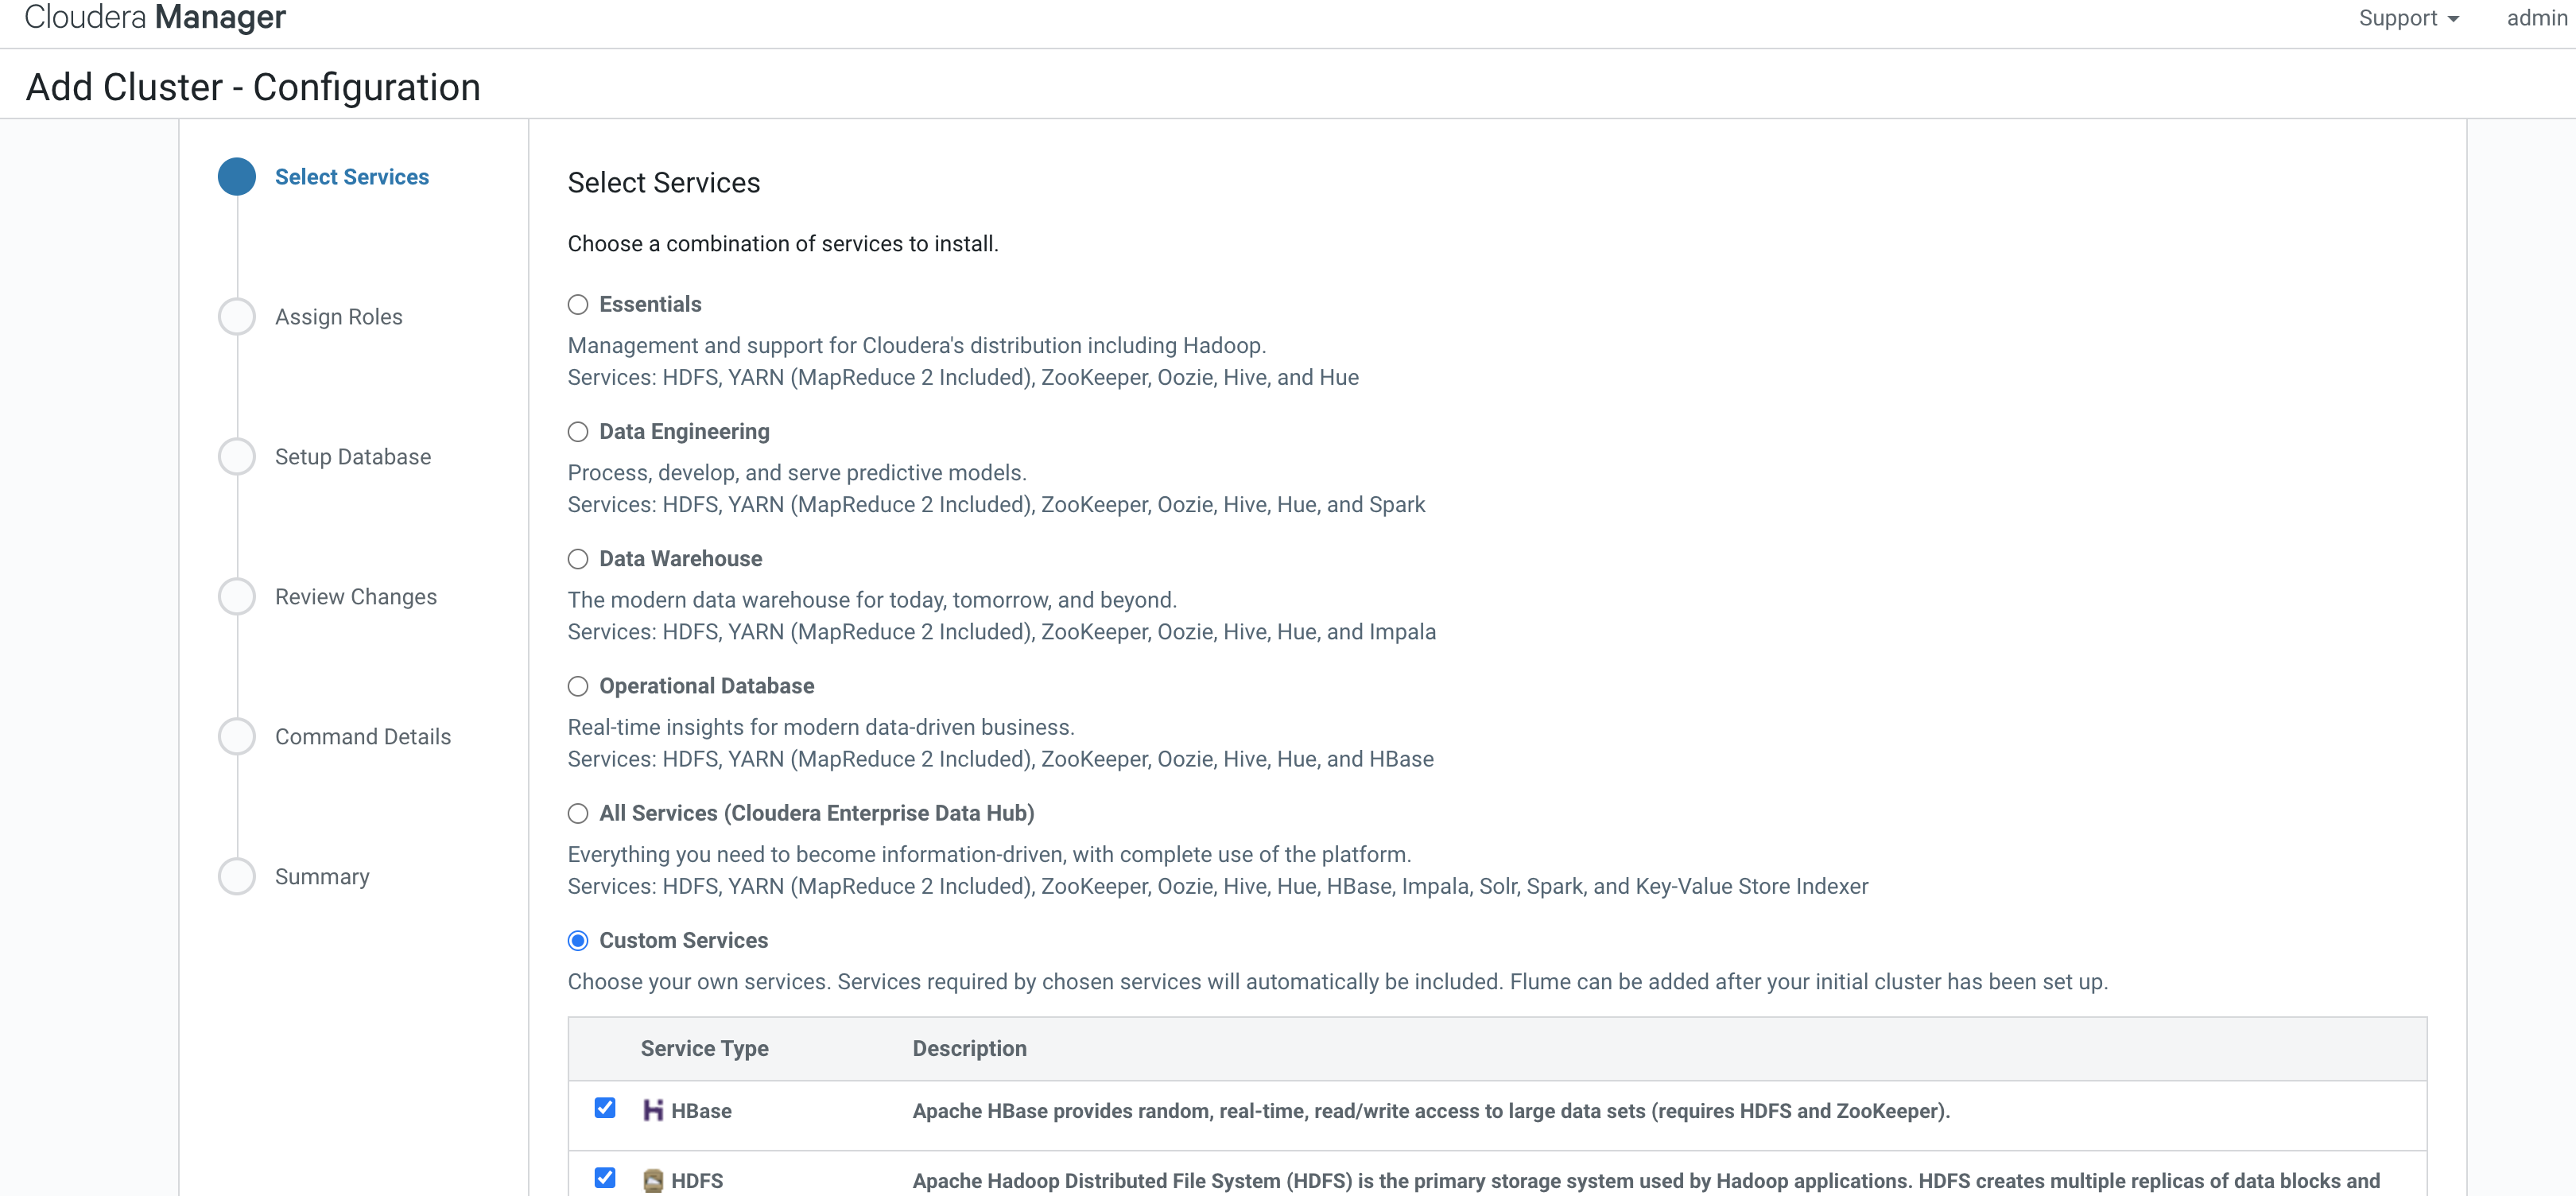 Cloudera Manager
Support
admin
Add Cluster - Configuration
Select Services
Assign Roles
Setup Database
Review Changes
Command Details
Summary
Select Services
Choose a combination of services to install.
Essentials
Management and support for Cloudera's distribution including Hadoop.
Services: HDFS, YARN (MapReduce 2 Included), ZooKeeper, Oozie, Hive, and Hue
Data Engineering
Process, develop, and serve predictive models.
Services: HDFS, YARN (MapReduce 2 Included), ZooKeeper, Oozie, Hive, Hue, and Spark
Data Warehouse
The modern data warehouse for today, tomorrow, and beyond.
Services: HDFS, YARN (MapReduce 2 Included), ZooKeeper, Oozie, Hive, Hue, and Impala
Operational Database
Real-time insights for modern data-driven business.
Services: HDFS, YARN (MapReduce 2 Included), ZooKeeper, Oozie, Hive, Hue, and HBase
All Services (Cloudera Enterprise Data Hub)
Everything you need to become information-driven, with complete use of the platform.
Services: HDFS, YARN (MapReduce 2 Included), ZooKeeper, Oozie, Hive, Hue, HBase, Impala, Solr, Spark, and Key-Value Store Indexer
Custom Services
Choose your own services. Services required by chosen services will automatically be included. Flume can be added after your initial cluster has been set up.
Service Type Description
HBase Apache HBase provides random, real-time, read/write access to large data sets (requires HDFS and ZooKeeper).
HDFS Apache Hadoop Distributed File System (HDFS) is the primary storage system used by Hadoop applications. HDFS creates multiple replicas of data blocks and